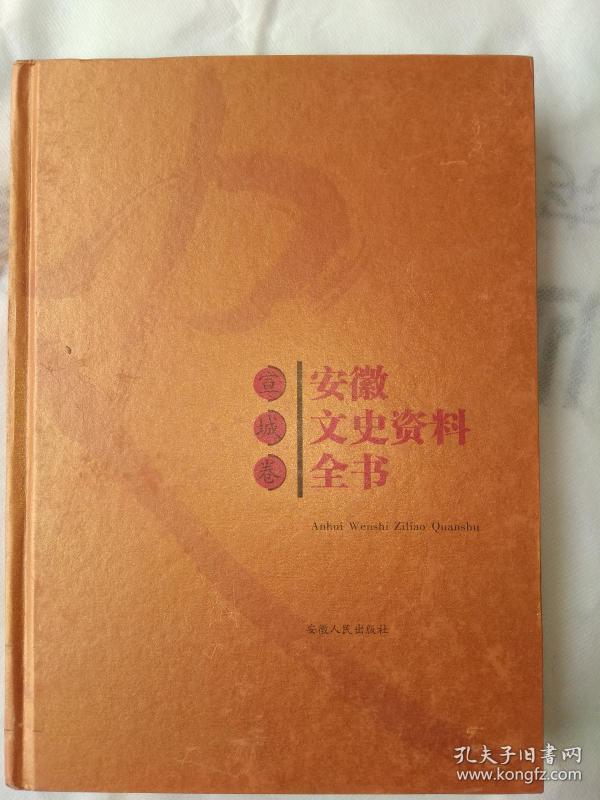 宣城卷
安徽
文史资料
全书
Anhui Wenshi Ziliao Quanshu
安徽人民出版社
孔夫子旧书网
www.kongfz.com